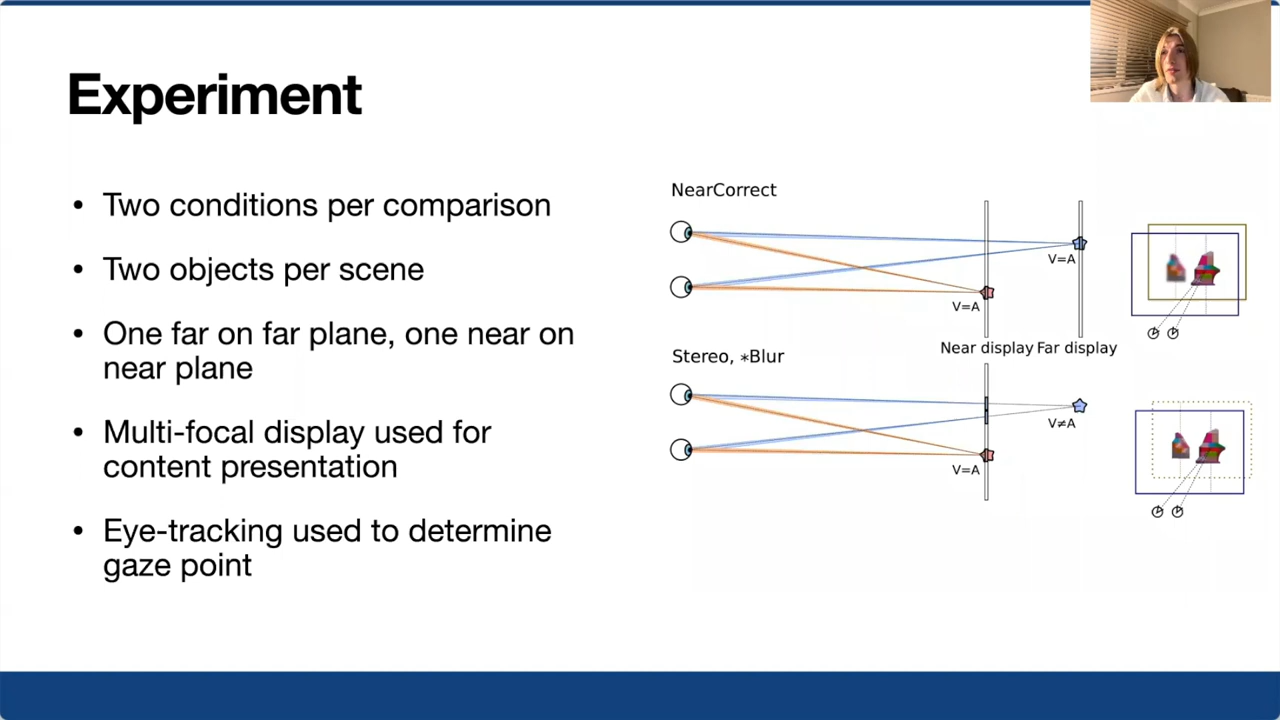 Experiment
• Two conditions per comparison
• Two objects per scene
• One far on far plane, one near on
near plane
• Multi-focal display used for
content presentation
• Eye-tracking used to determine
gaze point
NearCorrect
V=A
V=A
Near display Far display
Stereo, *Blur
V≠A
V=A